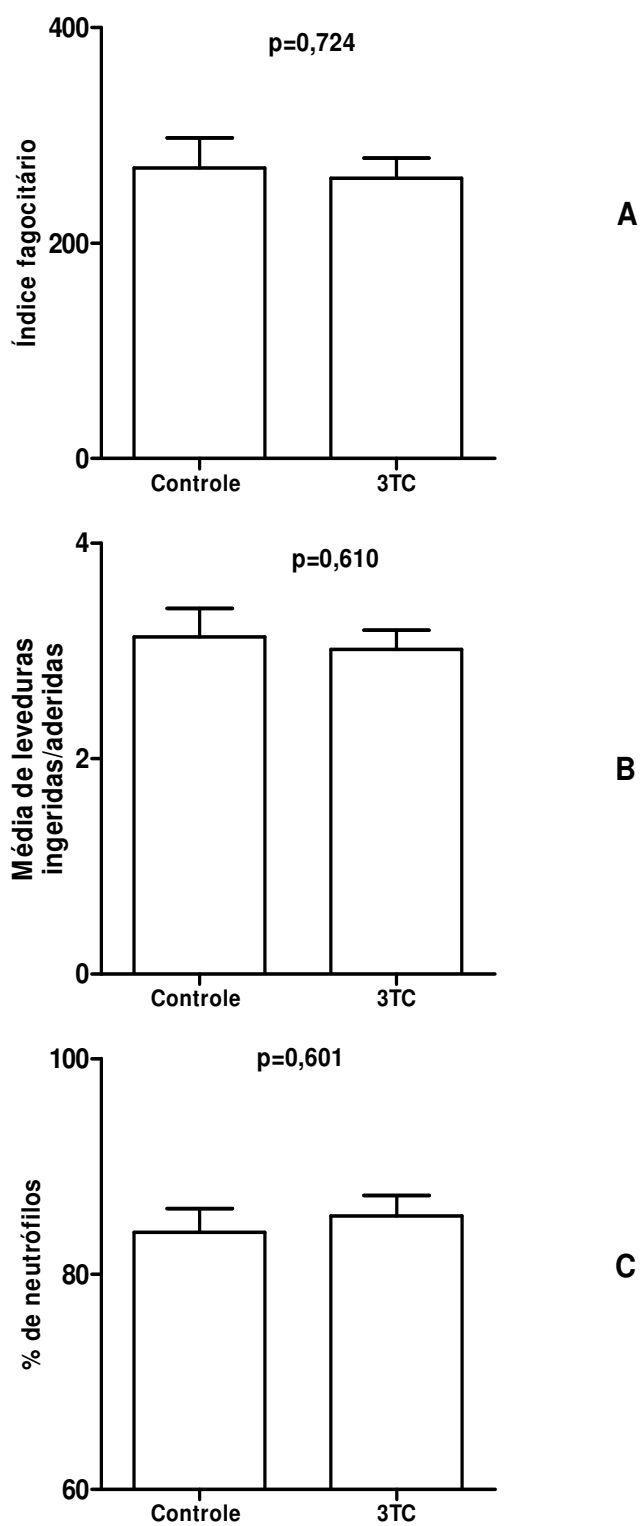 400
p=0,724
Índice fagocitário
200
A
0
Controle
3TC
4
p=0,610
Média de leveduras
ingeridas/aderidas
2
B
0
Controle
3TC
100
p=0,601
% de neutrófilos
80
C
60
Controle
3TC